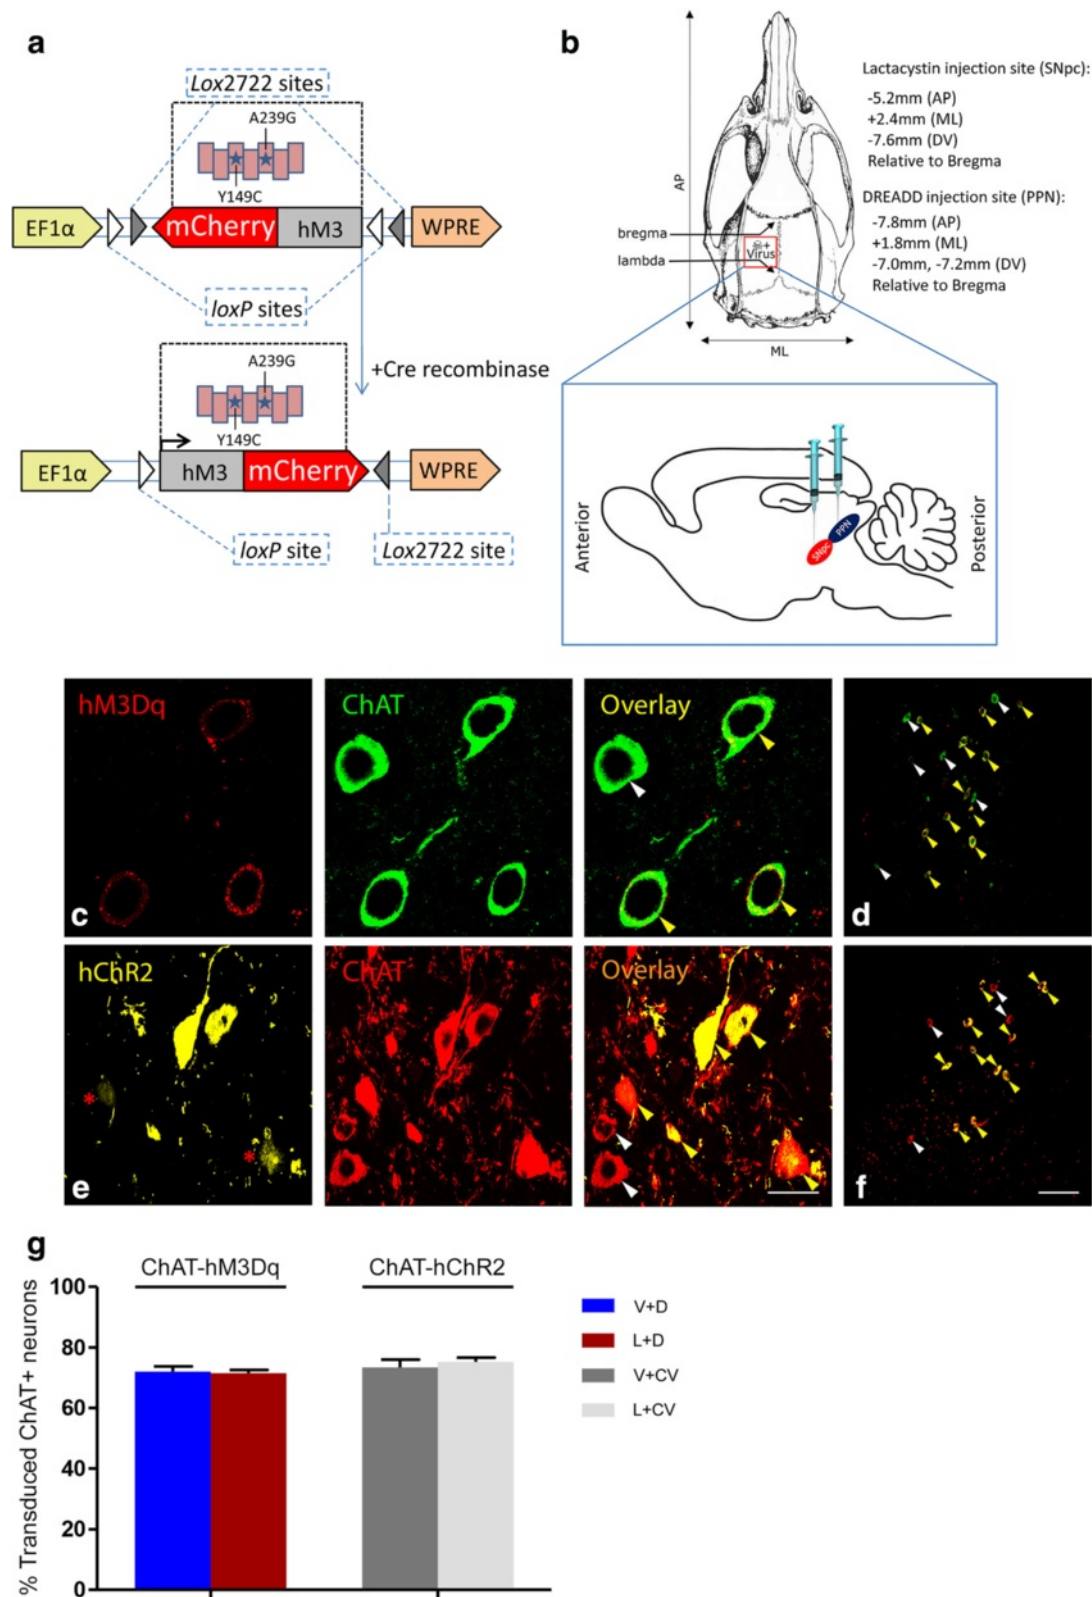 a
Lox2722 sites
A239G
Y149C
EF1α
mCherry
hM3
WPRE
loxP sites
A239G
+Cre recombinase
Y149C
EF1α
hM3
mCherry
WPRE
loxP site
Lox2722 site
b
AP
bregma
lambda
+
Virus
ML
Lactacystin injection site (SNpc):
-5.2mm (AP)
+2.4mm (ML)
-7.6mm (DV)
Relative to Bregma
DREADD injection site (PPN):
-7.8mm (AP)
+1.8mm (ML)
-7.0mm, -7.2mm (DV)
Relative to Bregma
Anterior
SNpc
PPN
Posterior
hM3Dq
c
ChAT
Overlay
d
hChR2
*
*
e
ChAT
Overlay
f
g
ChAT-hM3Dq
ChAT-hChR2
% Transduced ChAT+ neurons
100
80
60
40
20
0
V+D
L+D
V+CV
L+CV